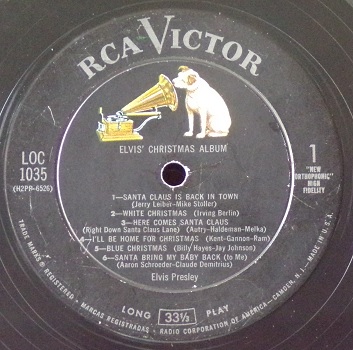 RCA VICTOR
ELVIS' CHRISTMAS ALBUM
LOC
1035
(H2PP-6526)
1
"NEW
ORTHOPHONIC"
HIGH
FIDELITY
1—SANTA CLAUS IS BACK IN TOWN
(Jerry Leiber-Mike Stoller)
2—WHITE CHRISTMAS (Irving Berlin)
3—HERE COMES SANTA CLAUS
(Right Down Santa Claus Lane) (Autry-Haldeman-Melka)
4—I'LL BE HOME FOR CHRISTMAS (Kent-Gannon-Ram)
5—BLUE CHRISTMAS (Billy Hayes-Jay Johnson)
6—SANTA BRING MY BABY BACK (to Me)
(Aaron Schroeder-Claude Demitrius)
Elvis Presley
LONG 33⅓ PLAY
TRADE MARKS ® REGISTERED • MARCAS REGISTRADAS • RADIO CORPORATION OF AMERICA — CAMDEN, N. J. • MADE IN U.S.A.